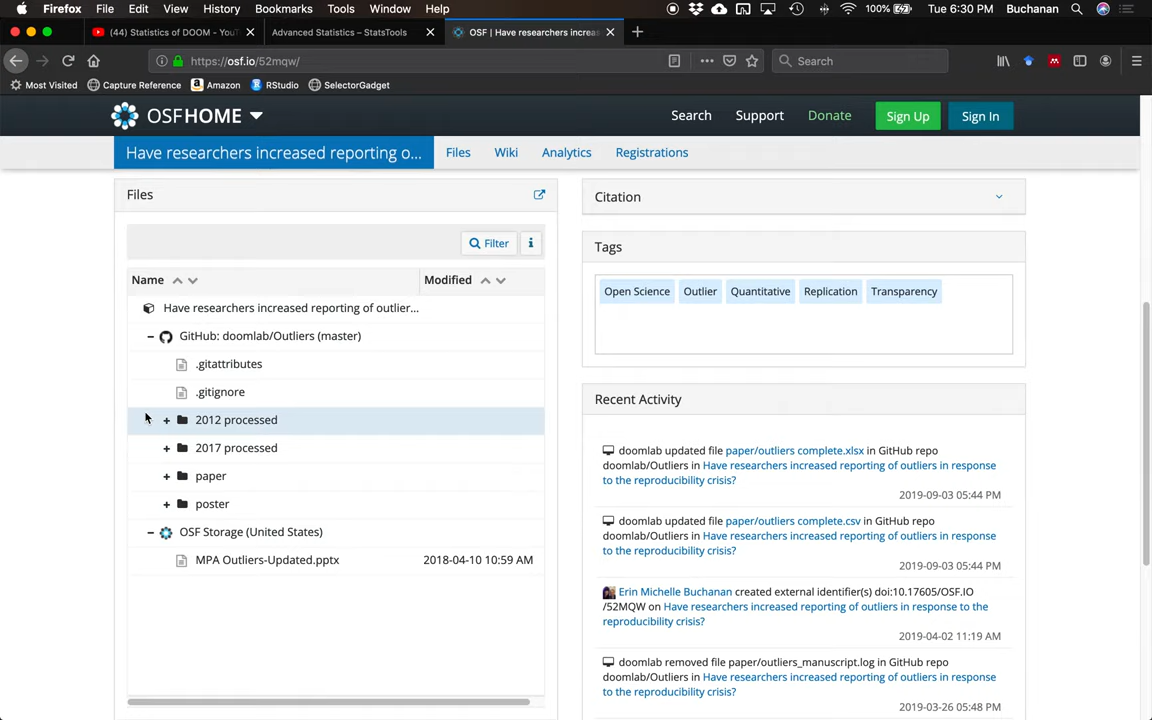 Firefox File Edit View History Bookmarks Tools Window Help 100% Tue 6:30 PM Buchanan
(44) Statistics of DOOM - YouT Advanced Statistics – StatsTools OSF | Have researchers increas
https://osf.io/52mqw/ Search
Most Visited Capture Reference Amazon RStudio SelectorGadget
OSFHOME Search Support Donate Sign Up Sign In
Have researchers increased reporting o... Files Wiki Analytics Registrations
Files
Filter
Name Modified
Have researchers increased reporting of outlier...
GitHub: doomlab/Outliers (master)
.gitattributes
.gitignore
2012 processed
2017 processed
paper
poster
OSF Storage (United States)
MPA Outliers-Updated.pptx 2018-04-10 10:59 AM
Citation
Tags
Open Science Outlier Quantitative Replication Transparency
Recent Activity
doomlab updated file paper/outliers complete.xlsx in GitHub repo
doomlab/Outliers in Have researchers increased reporting of outliers in response
to the reproducibility crisis?
2019-09-03 05:44 PM
doomlab updated file paper/outliers complete.csv in GitHub repo
doomlab/Outliers in Have researchers increased reporting of outliers in response
to the reproducibility crisis?
2019-09-03 05:44 PM
Erin Michelle Buchanan created external identifier(s) doi:10.17605/OSF.IO
/52MQW on Have researchers increased reporting of outliers in response to the
reproducibility crisis?
2019-04-02 11:19 AM
doomlab removed file paper/outliers_manuscript.log in GitHub repo
doomlab/Outliers in Have researchers increased reporting of outliers in response
to the reproducibility crisis?
2019-03-26 05:48 PM